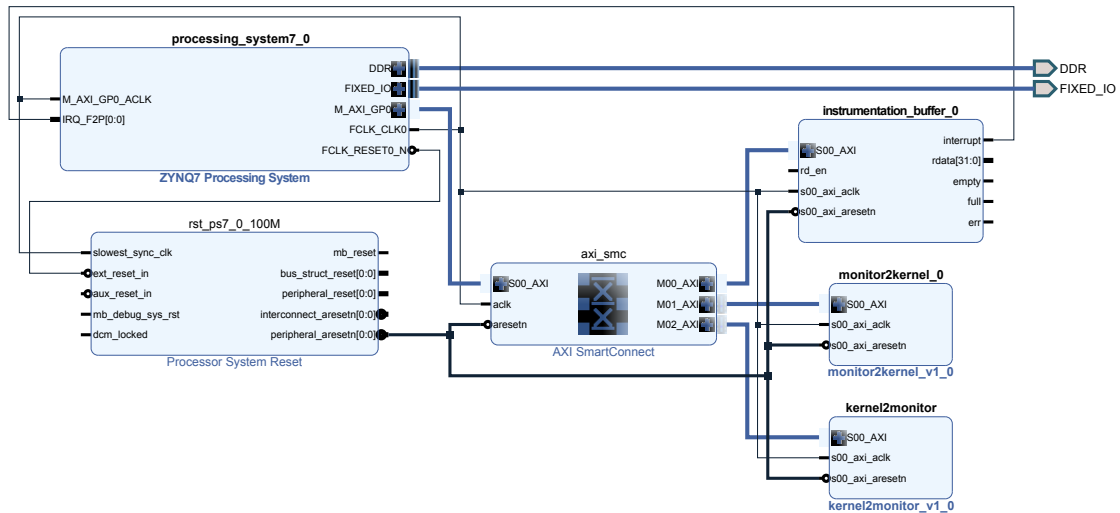 processing_system7_0
DDR
FIXED_IO
M_AXI_GP0_ACLK
M_AXI_GP0
IRQ_F2P[0:0]
FCLK_CLK0
FCLK_RESET0_N
ZYNQ7 Processing System
DDR
FIXED_IO
instrumentation_buffer_0
S00_AXI
rd_en
s00_axi_aclk
s00_axi_aresetn
interrupt
rdata[31:0]
empty
full
err
rst_ps7_0_100M
slowest_sync_clk
ext_reset_in
aux_reset_in
mb_debug_sys_rst
dcm_locked
mb_reset
bus_struct_reset[0:0]
peripheral_reset[0:0]
interconnect_aresetn[0:0]
peripheral_aresetn[0:0]
Processor System Reset
axi_smc
S00_AXI
aclk
aresetn
M00_AXI
M01_AXI
M02_AXI
AXI SmartConnect
monitor2kernel_0
S00_AXI
s00_axi_aclk
s00_axi_aresetn
monitor2kernel_v1_0
kernel2monitor
S00_AXI
s00_axi_aclk
s00_axi_aresetn
kernel2monitor_v1_0